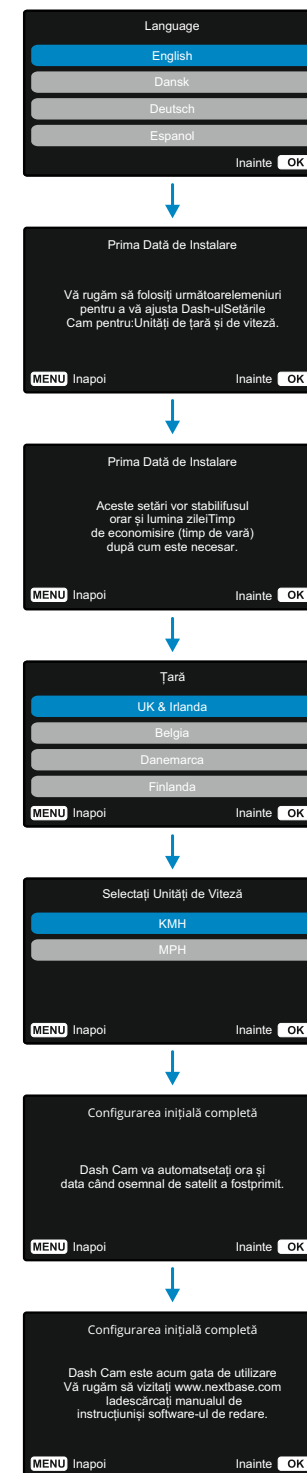 Language
English
Dansk
Deutsch
Espanol
Inainte OK
Prima Dată de Instalare
Vă rugăm să folosiți următoarelemeniuri
pentru a vă ajusta Dash-ulSetările
Cam pentru:Unități de țară și de viteză.
MENU Inapoi Inainte OK
Prima Dată de Instalare
Aceste setări vor stabilifusul
orar și lumina zileiTimp
de economisire (timp de vară)
după cum este necesar.
MENU Inapoi Inainte OK
Țară
UK & Irlanda
Belgia
Danemarca
Finlanda
MENU Inapoi Inainte OK
Selectați Unități de Viteză
KMH
MPH
MENU Inapoi Inainte OK
Configurarea inițială completă
Dash Cam va automatsetați ora și
data când osemnal de satelit a fostprimit.
MENU Inapoi Inainte OK
Configurarea inițială completă
Dash Cam este acum gata de utilizare
Vă rugăm să vizitați www.nextbase.com
ladescărcați manualul de
instrucțiuniși software-ul de redare.
MENU Inapoi Inainte OK